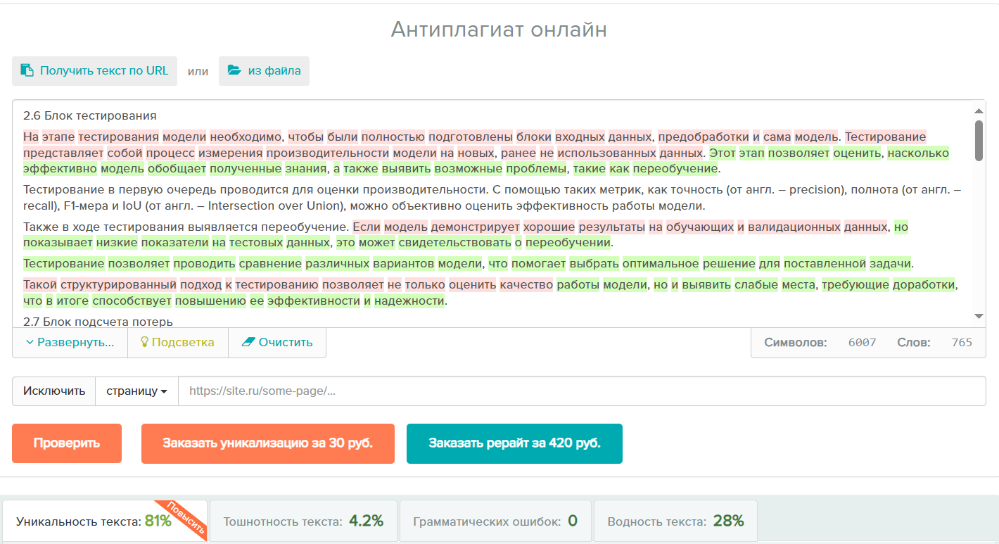 Антиплагиат онлайн
Получить текст по URL или из файла
2.6 Блок тестирования
На этапе тестирования модели необходимо, чтобы были полностью подготовлены блоки входных данных, предобработки и сама модель. Тестирование
представляет собой процесс измерения производительности модели на новых, ранее не использованных данных. Этот этап позволяет оценить, насколько
эффективно модель обобщает полученные знания, а также выявить возможные проблемы, такие как переобучение.
Тестирование в первую очередь проводится для оценки производительности. С помощью таких метрик, как точность (от англ. – precision), полнота (от англ. –
recall), F1-мера и IoU (от англ. – Intersection over Union), можно объективно оценить эффективность работы модели.
Также в ходе тестирования выявляется переобучение. Если модель демонстрирует хорошие результаты на обучающих и валидационных данных, но
показывает низкие показатели на тестовых данных, это может свидетельствовать о переобучении.
Тестирование позволяет проводить сравнение различных вариантов модели, что помогает выбрать оптимальное решение для поставленной задачи.
Такой структурированный подход к тестированию позволяет не только оценить качество работы модели, но и выявить слабые места, требующие доработки,
что в итоге способствует повышению ее эффективности и надежности.
2.7 Блок подсчета потерь
Развернуть... Подсветка Очистить Символов: 6007 Слов: 765
Исключить страницу https://site.ru/some-page/...
Проверить Заказать уникализацию за 30 руб. Заказать рерайт за 420 руб.
Повысить
Уникальность текста: 81% Тошнотность текста: 4.2% Грамматических ошибок: 0 Водность текста: 28%